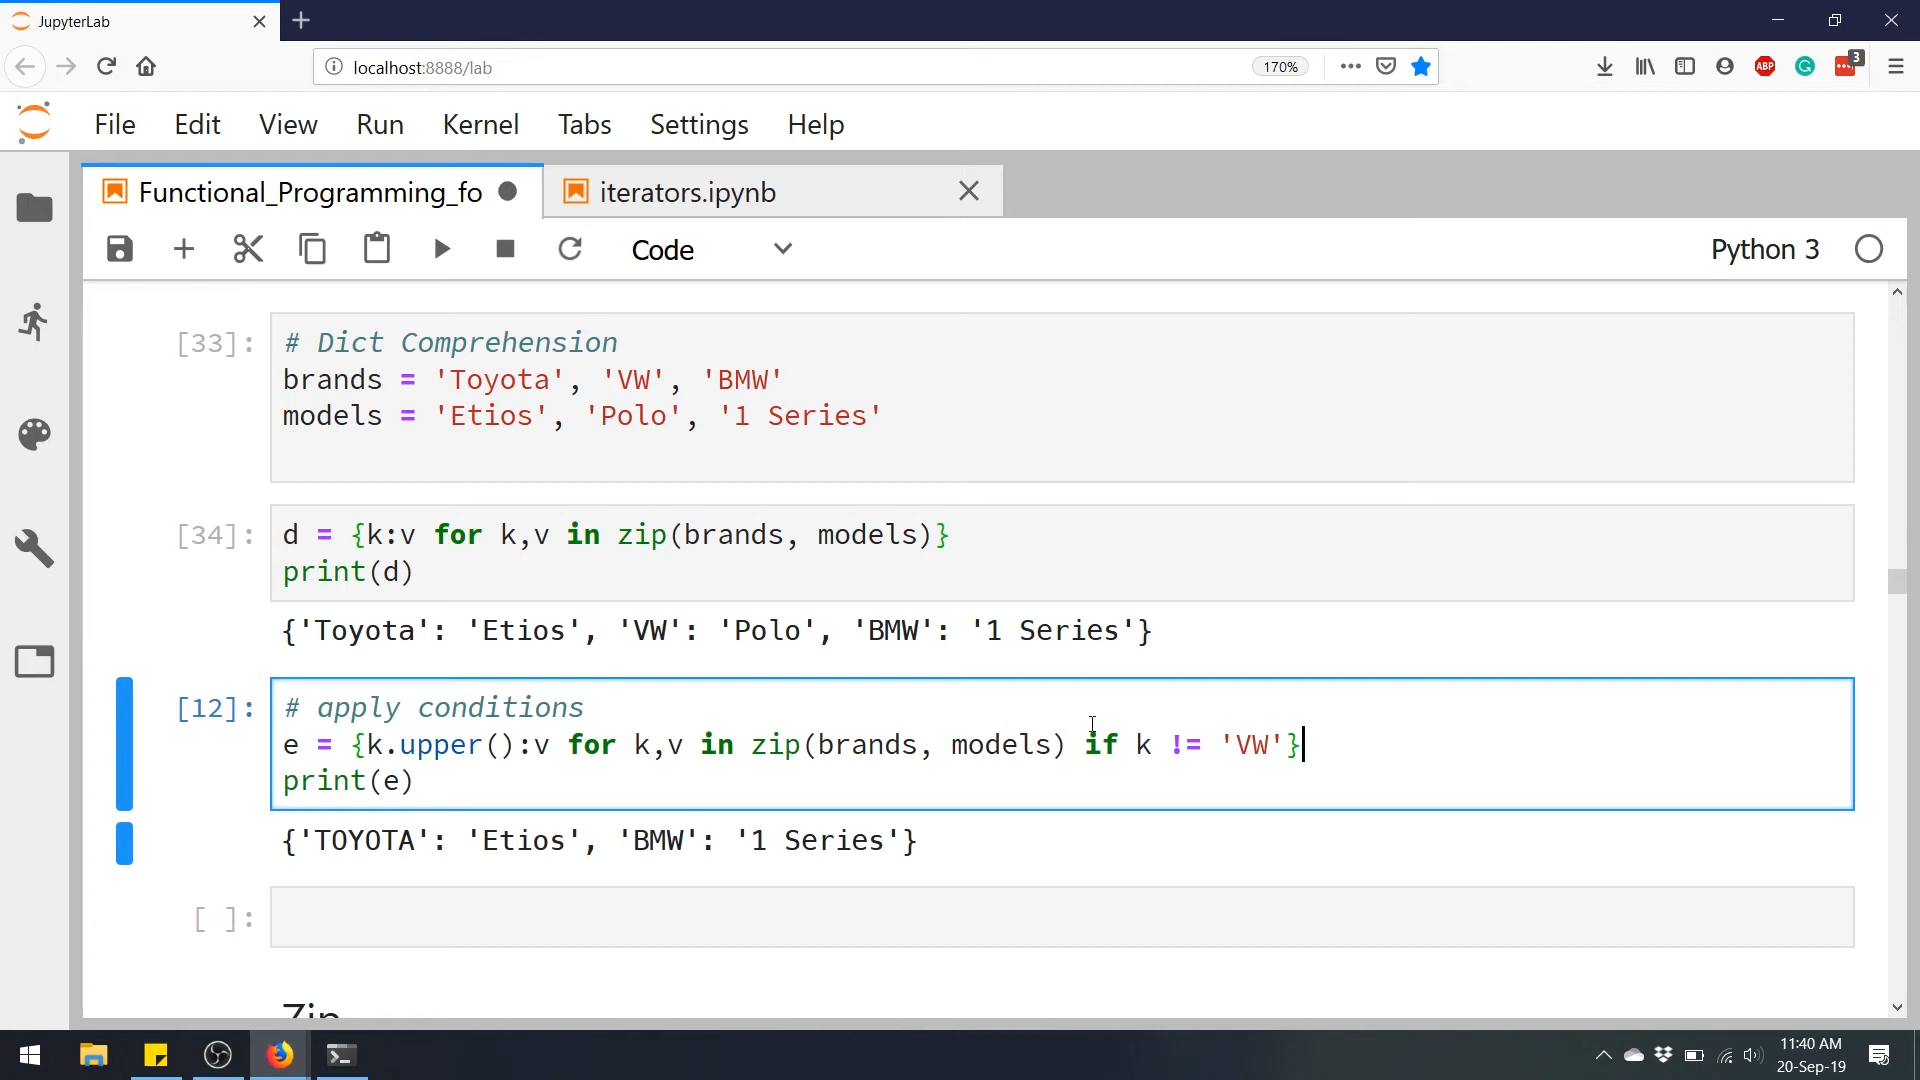 JupyterLab
localhost:8888/lab
170%
ABP
3
File Edit View Run Kernel Tabs Settings Help
Functional_Programming_fo
iterators.ipynb
Code
Python 3
[33]:
# Dict Comprehension
brands = 'Toyota', 'VW', 'BMW'
models = 'Etios', 'Polo', '1 Series'
[34]:
d = {k:v for k,v in zip(brands, models)}
print(d)
{'Toyota': 'Etios', 'VW': 'Polo', 'BMW': '1 Series'}
[12]:
# apply conditions
e = {k.upper():v for k,v in zip(brands, models) if k != 'VW'}
print(e)
{'TOYOTA': 'Etios', 'BMW': '1 Series'}
[ ]:
Zip
11:40 AM
20-Sep-19